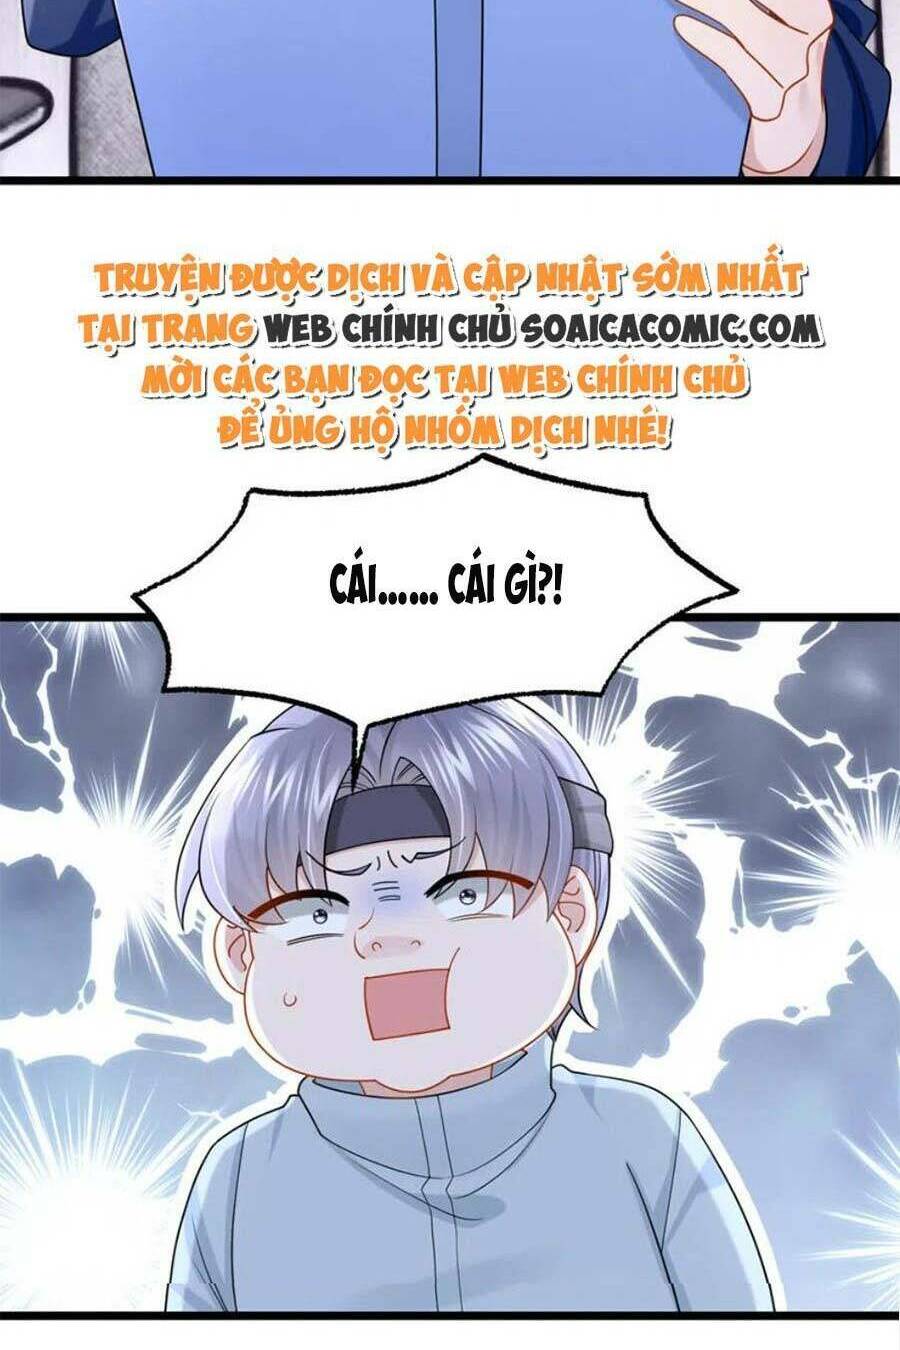 TRUYỆN ĐƯỢC DỊCH VÀ CẬP NHẬT SỚM NHẤT
TẠI TRANG WEB CHÍNH CHỦ SOAICACOMIC.COM
MỜI CÁC BẠN ĐỌC TẠI WEB CHÍNH CHỦ
ĐỂ ỦNG HỘ NHÓM DỊCH NHÉ!
CÁI...... CÁI GÌ?!